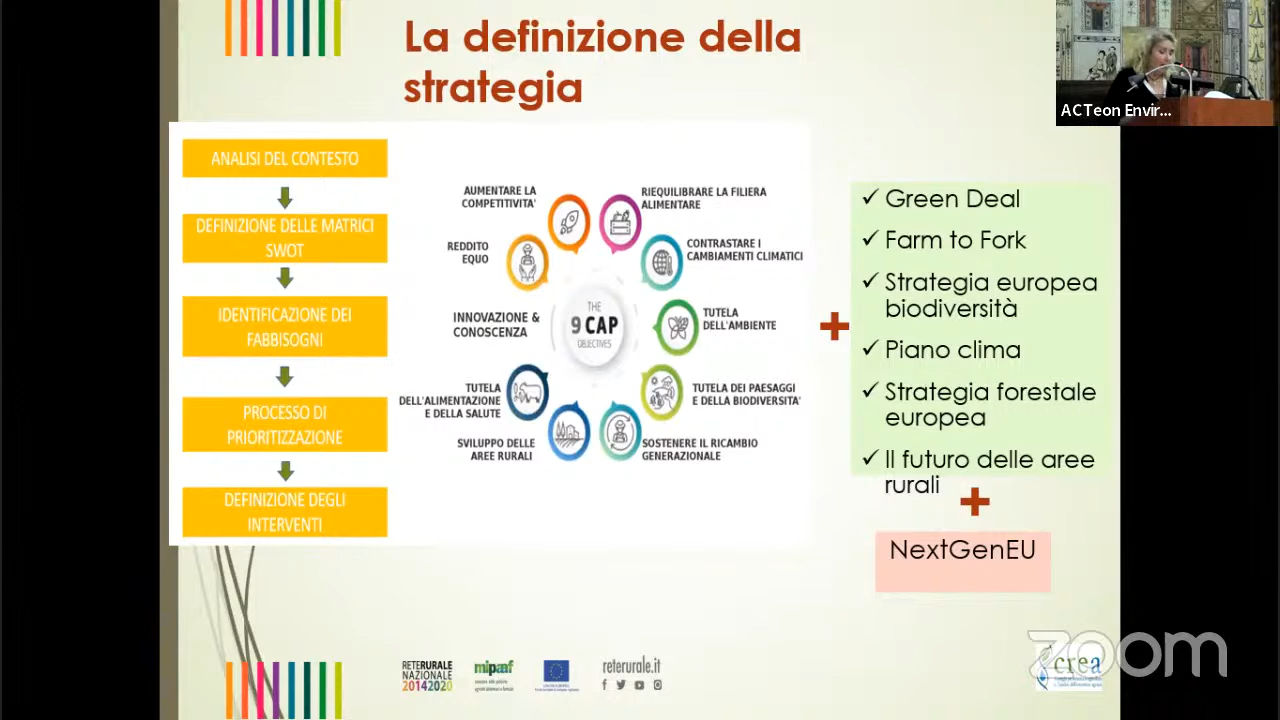 La definizione della
strategia
ACTeon Envir...
ANALISI DEL CONTESTO
DEFINIZIONE DELLE MATRICI
SWOT
IDENTIFICAZIONE DEI
FABBISOGNI
PROCESSO DI
PRIORITIZZAZIONE
DEFINIZIONE DEGLI
INTERVENTI
AUMENTARE LA
COMPETITIVITA'
RIEQUILIBRARE LA FILIERA
ALIMENTARE
REDDITO
EQUO
CONTRASTARE I
CAMBIAMENTI CLIMATICI
INNOVAZIONE &
CONOSCENZA
THE
9 CAP
OBJECTIVES
TUTELA
DELL'AMBIENTE
TUTELA
DELL'ALIMENTAZIONE
E DELLA SALUTE
TUTELA DEI PAESAGGI
E DELLA BIODIVERSITA'
SVILUPPO DELLE
AREE RURALI
SOSTENERE IL RICAMBIO
GENERAZIONALE
+
✓ Green Deal
✓ Farm to Fork
✓ Strategia europea
biodiversità
✓ Piano clima
✓ Strategia forestale
europea
✓ Il futuro delle aree
rurali
+
NextGenEU
RETERURALE
NAZIONALE
20142020
mipaaf
reterurale.it
crea
zoom